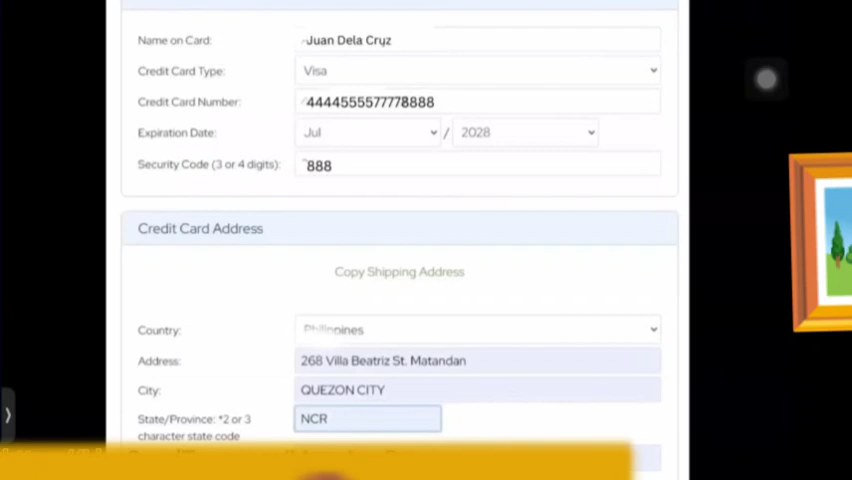 Name on Card: Juan Dela Cruz
Credit Card Type: Visa
Credit Card Number: 4444555577778888
Expiration Date: Jul / 2028
Security Code (3 or 4 digits): 888
Credit Card Address
Copy Shipping Address
Country: Philippines
Address: 268 Villa Beatriz St. Matandan
City: QUEZON CITY
State/Province: *2 or 3 NCR
character state code